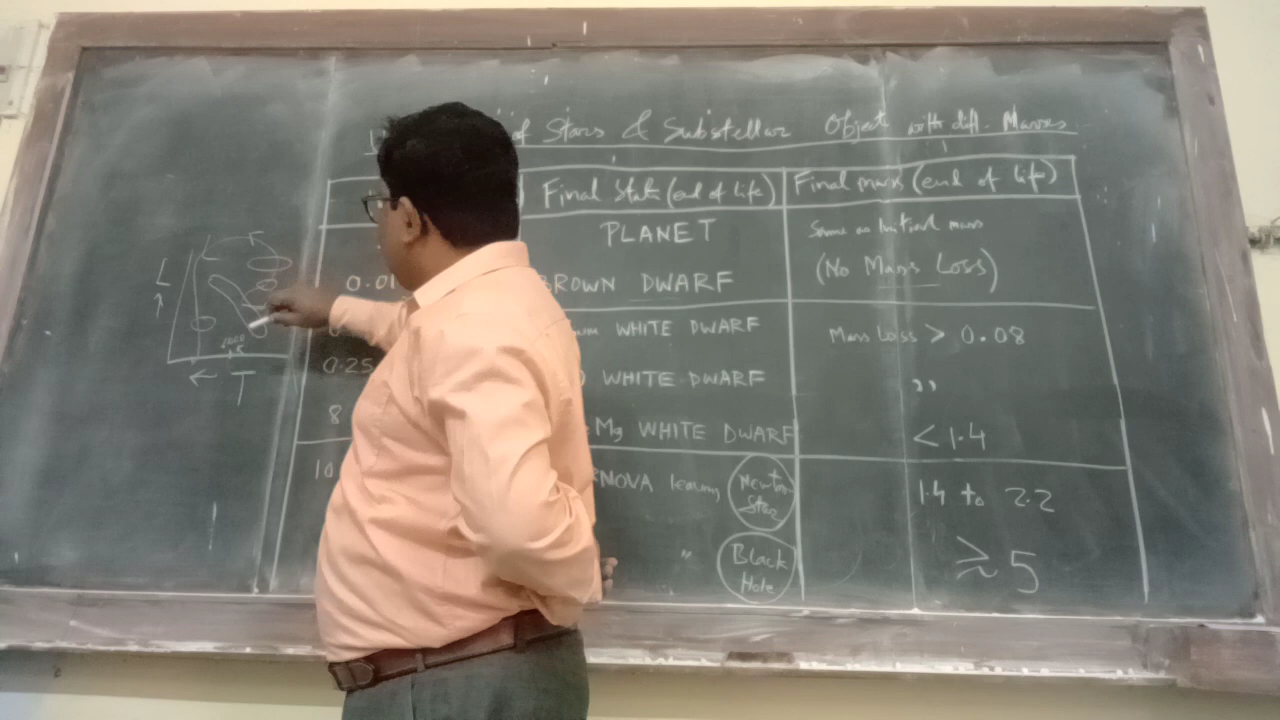 of Stars & Substellar Object with diff. Masses
) Final State (end of life) Final mass (end of life)
PLANET Same as Initial mass
0.01 BROWN DWARF (No Mass Loss)
WHITE DWARF Mass loss > 0.08
0.25 ) WHITE DWARF ,,
8 Mg WHITE DWARF < 1.4
10 RNOVA leaving Neutron Star 1.4 to 2.2
" Black Hole ≳ 5
L
↑
← T